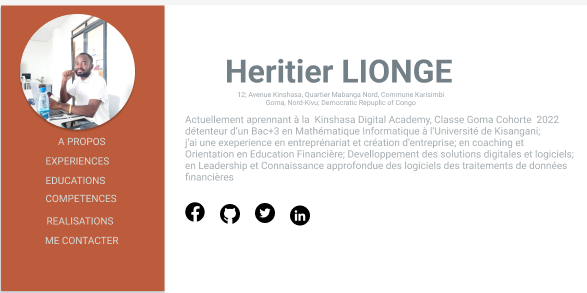 Heritier LIONGE
12; Avenue Kinshasa, Quartier Mabanga Nord, Commune Karisimbi
Goma, Nord-Kivu; Democratic Repuplic of Congo
Actuellement aprennant à la Kinshasa Digital Academy, Classe Goma Cohorte 2022
détenteur d'un Bac+3 en Mathématique Informatique à l'Université de Kisangani;
j'ai une exeperience en entreprénariat et création d'entreprise; en coaching et
Orientation en Education Financière; Developpement des solutions digitales et logiciels;
en Leadership et Connaissance approfondue des logiciels des traitements de données
financières
A PROPOS
EXPERIENCES
EDUCATIONS
COMPETENCES
REALISATIONS
ME CONTACTER